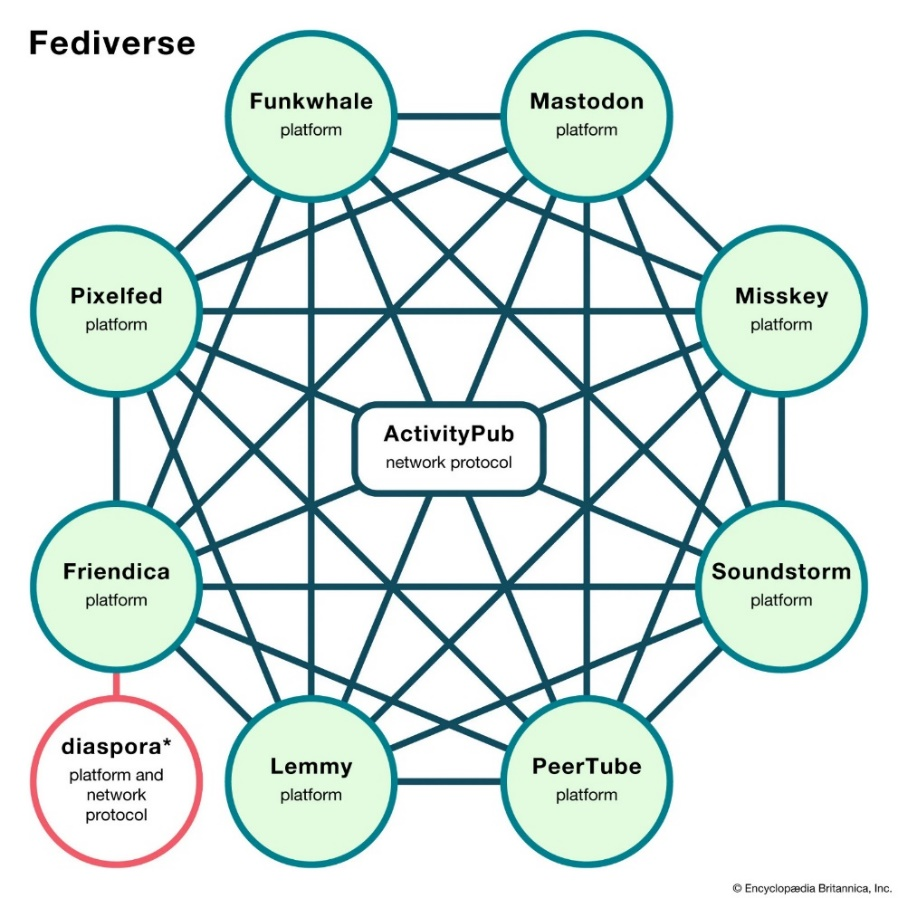 Fediverse
Funkwhale
platform
Mastodon
platform
Pixelfed
platform
Misskey
platform
ActivityPub
network protocol
Friendica
platform
Soundstorm
platform
diaspora*
platform and
network
protocol
Lemmy
platform
PeerTube
platform
© Encyclopædia Britannica, Inc.